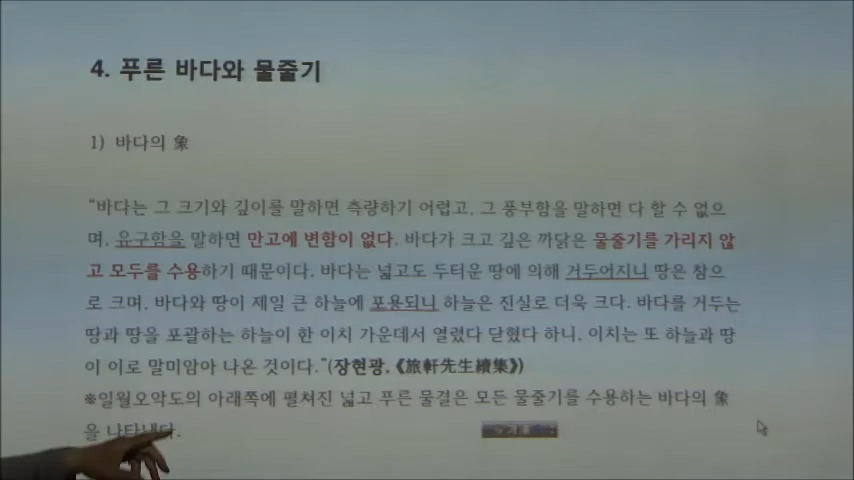 4. 푸른 바다와 물줄기
1) 바다의 象
“바다는 그 크기와 깊이를 말하면 측량하기 어렵고, 그 풍부함을 말하면 다 할 수 없으
며, 유구함을 말하면 만고에 변함이 없다. 바다가 크고 깊은 까닭은 물줄기를 가리지 않
고 모두를 수용하기 때문이다. 바다는 넓고도 두터운 땅에 의해 거두어지니 땅은 참으
로 크며, 바다와 땅이 제일 큰 하늘에 포용되니 하늘은 진실로 더욱 크다. 바다를 거두는
땅과 땅을 포괄하는 하늘이 한 이치 가운데서 열렸다 닫혔다 하니, 이치는 또 하늘과 땅
이 이로 말미암아 나온 것이다.”(장현광, 《旅軒先生續集》)
※일월오악도의 아래쪽에 펼쳐진 넓고 푸른 물결은 모든 물줄기를 수용하는 바다의 象
을 나타낸다.